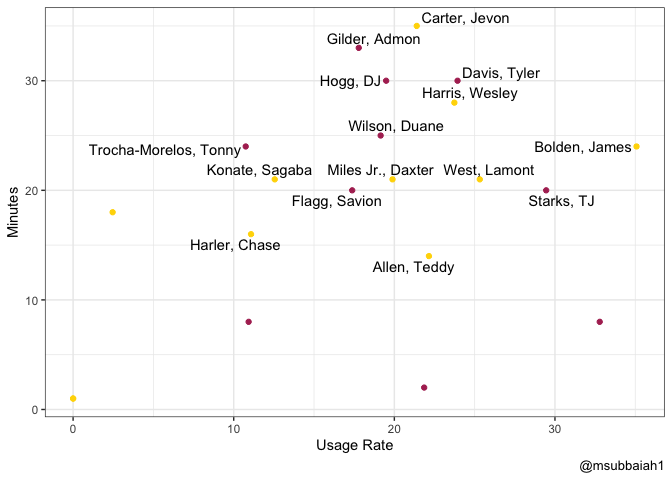 Carter, Jevon
Gilder, Admon
Hogg, DJ
Davis, Tyler
Harris, Wesley
Wilson, Duane
Trocha-Morelos, Tonny
Bolden, James
Konate, Sagaba
Miles Jr., Daxter
West, Lamont
Flagg, Savion
Starks, TJ
Harler, Chase
Allen, Teddy
Minutes
30
20
10
0
0
10
20
30
Usage Rate
@msubbaiah1